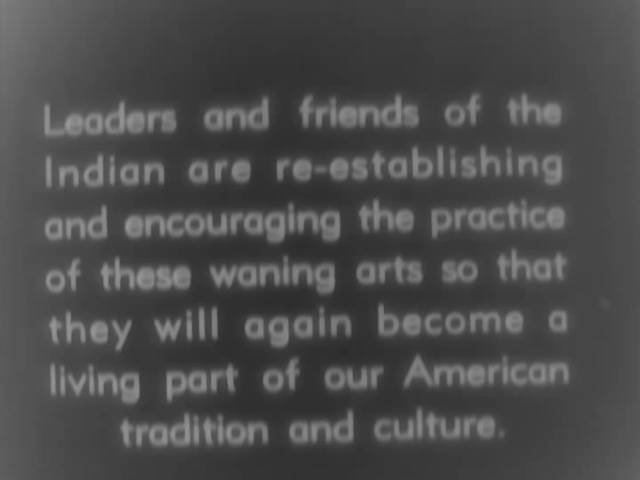 Leaders and friends of the
Indian are re-establishing
and encouraging the practice
of these waning arts so that
they will again become a
living part of our American
tradition and culture.